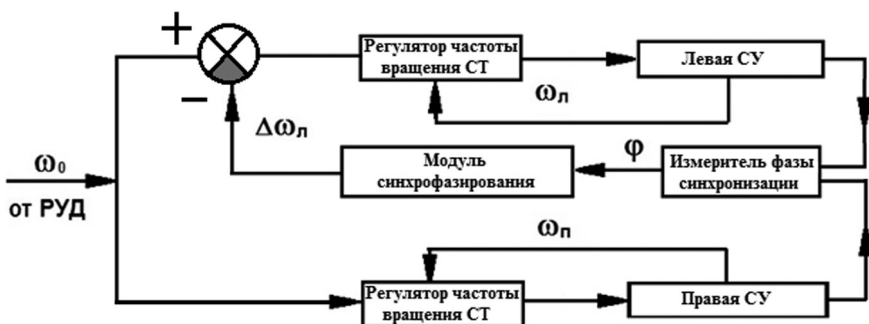 +
Регулятор частоты
вращения СТ
Левая СУ
−
ωл
Δωл
Модуль
синхрофазирования
φ
Измеритель фазы
синхронизации
ω₀
от РУД
ωп
Регулятор частоты
вращения СТ
Правая СУ